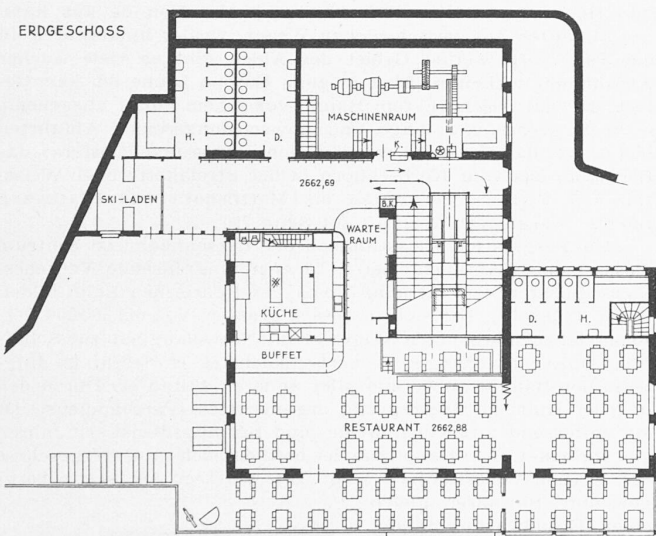 ERDGESCHOSS
MASCHINENRAUM
H.
D.
K.
2662,69
SKI-LADEN
B.K.
WARTE-
RAUM
KÜCHE
D.
H.
BUFFET
RESTAURANT 2662,88